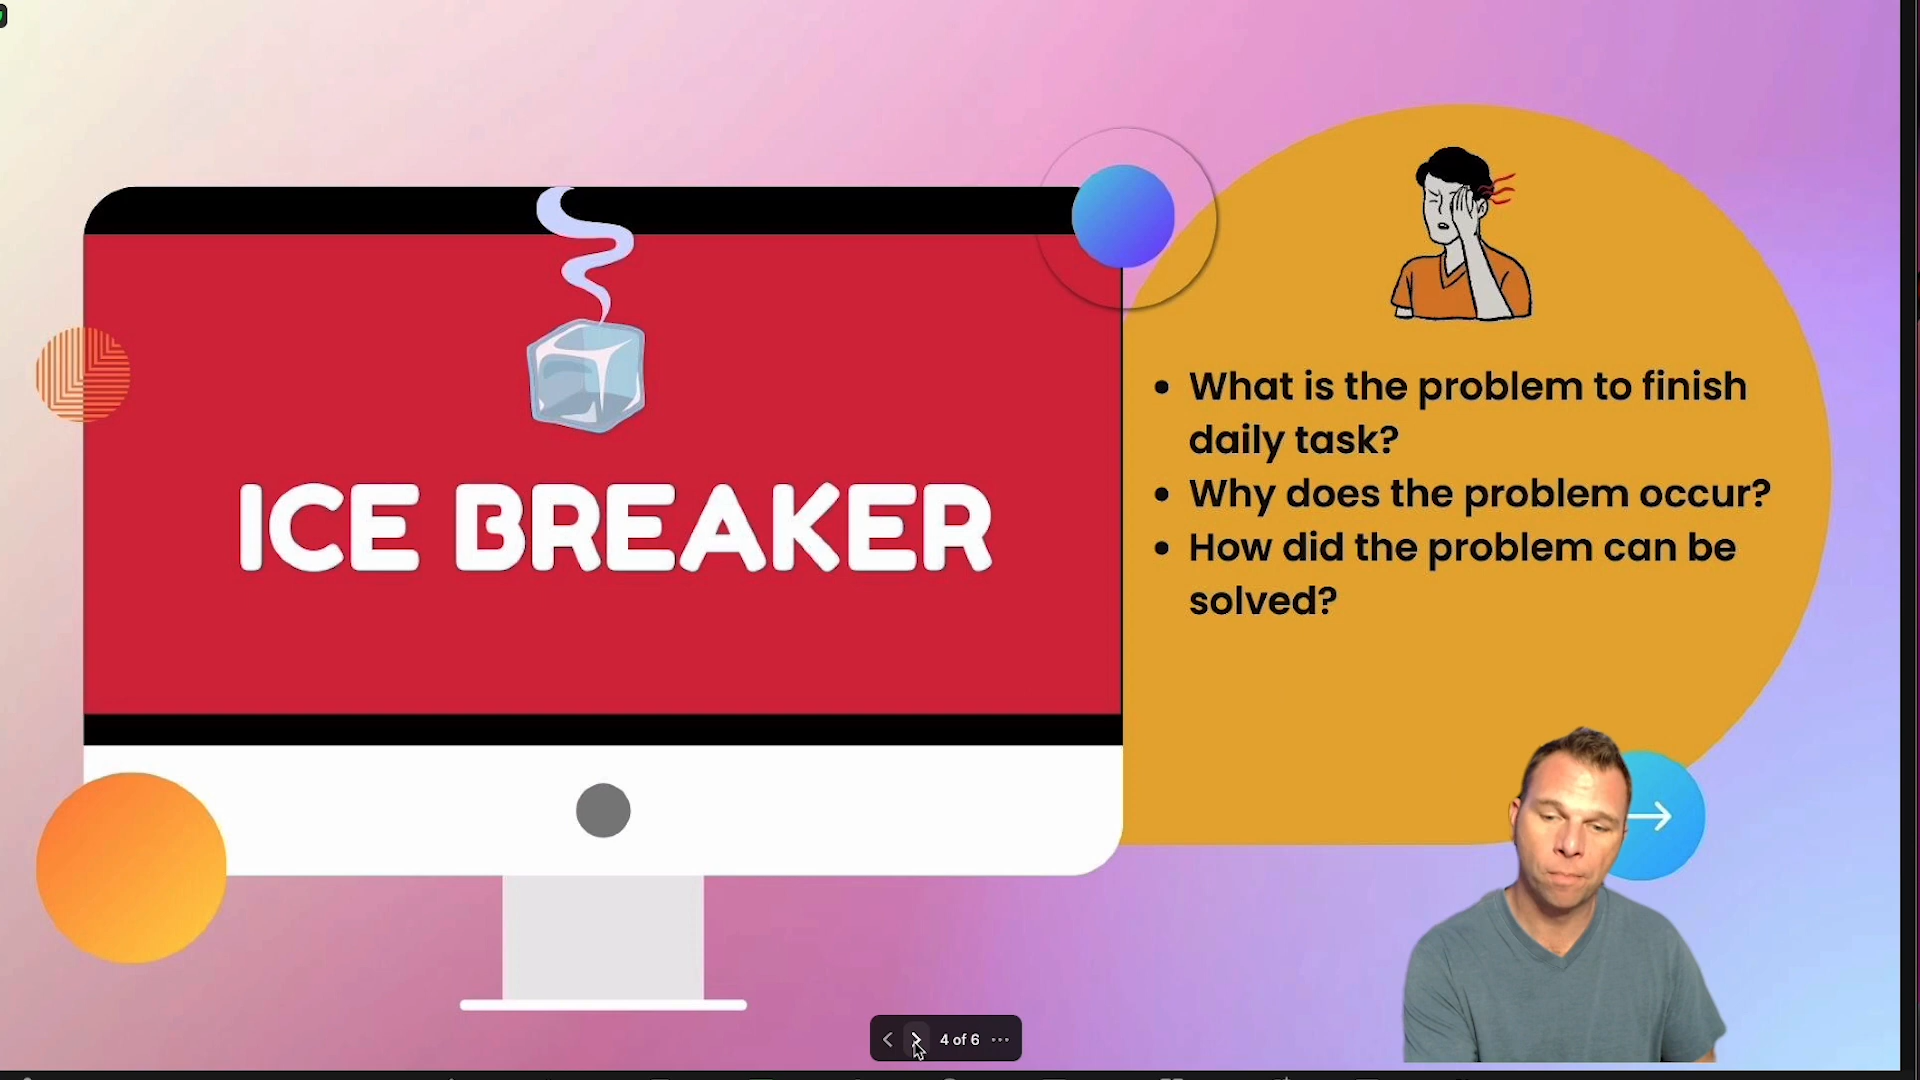 ICE BREAKER
• What is the problem to finish
daily task?
• Why does the problem occur?
• How did the problem can be
solved?
4 of 6